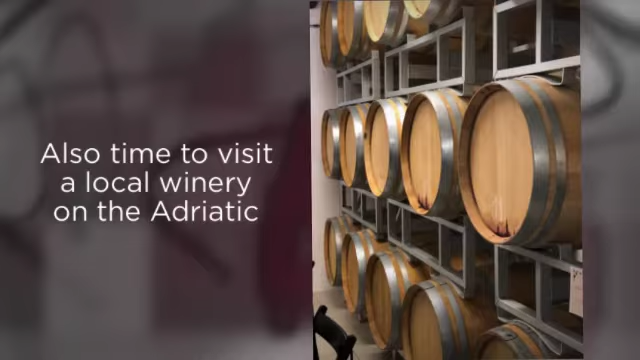 Also time to visit
a local winery
on the Adriatic